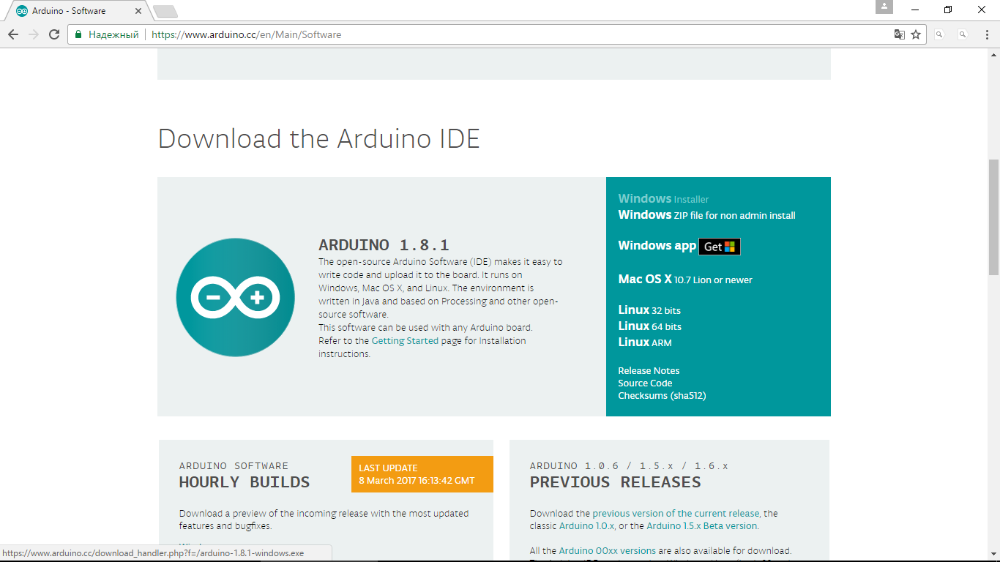 Arduino - Software
Надежный
https://www.arduino.cc/en/Main/Software
Download the Arduino IDE
ARDUINO 1.8.1
The open-source Arduino Software (IDE) makes it easy to
write code and upload it to the board. It runs on
Windows, Mac OS X, and Linux. The environment is
written in Java and based on Processing and other open-
source software.
This software can be used with any Arduino board.
Refer to the Getting Started page for Installation
instructions.
Windows Installer
Windows ZIP file for non admin install
Windows app Get
Mac OS X 10.7 Lion or newer
Linux 32 bits
Linux 64 bits
Linux ARM
Release Notes
Source Code
Checksums (sha512)
ARDUINO SOFTWARE
HOURLY BUILDS
LAST UPDATE
8 March 2017 16:13:42 GMT
Download a preview of the incoming release with the most updated
features and bugfixes.
ARDUINO 1.0.6 / 1.5.x / 1.6.x
PREVIOUS RELEASES
Download the previous version of the current release, the
classic Arduino 1.0.x, or the Arduino 1.5.x Beta version.
All the Arduino 00xx versions are also available for download.
https://www.arduino.cc/download_handler.php?f=/arduino-1.8.1-windows.exe